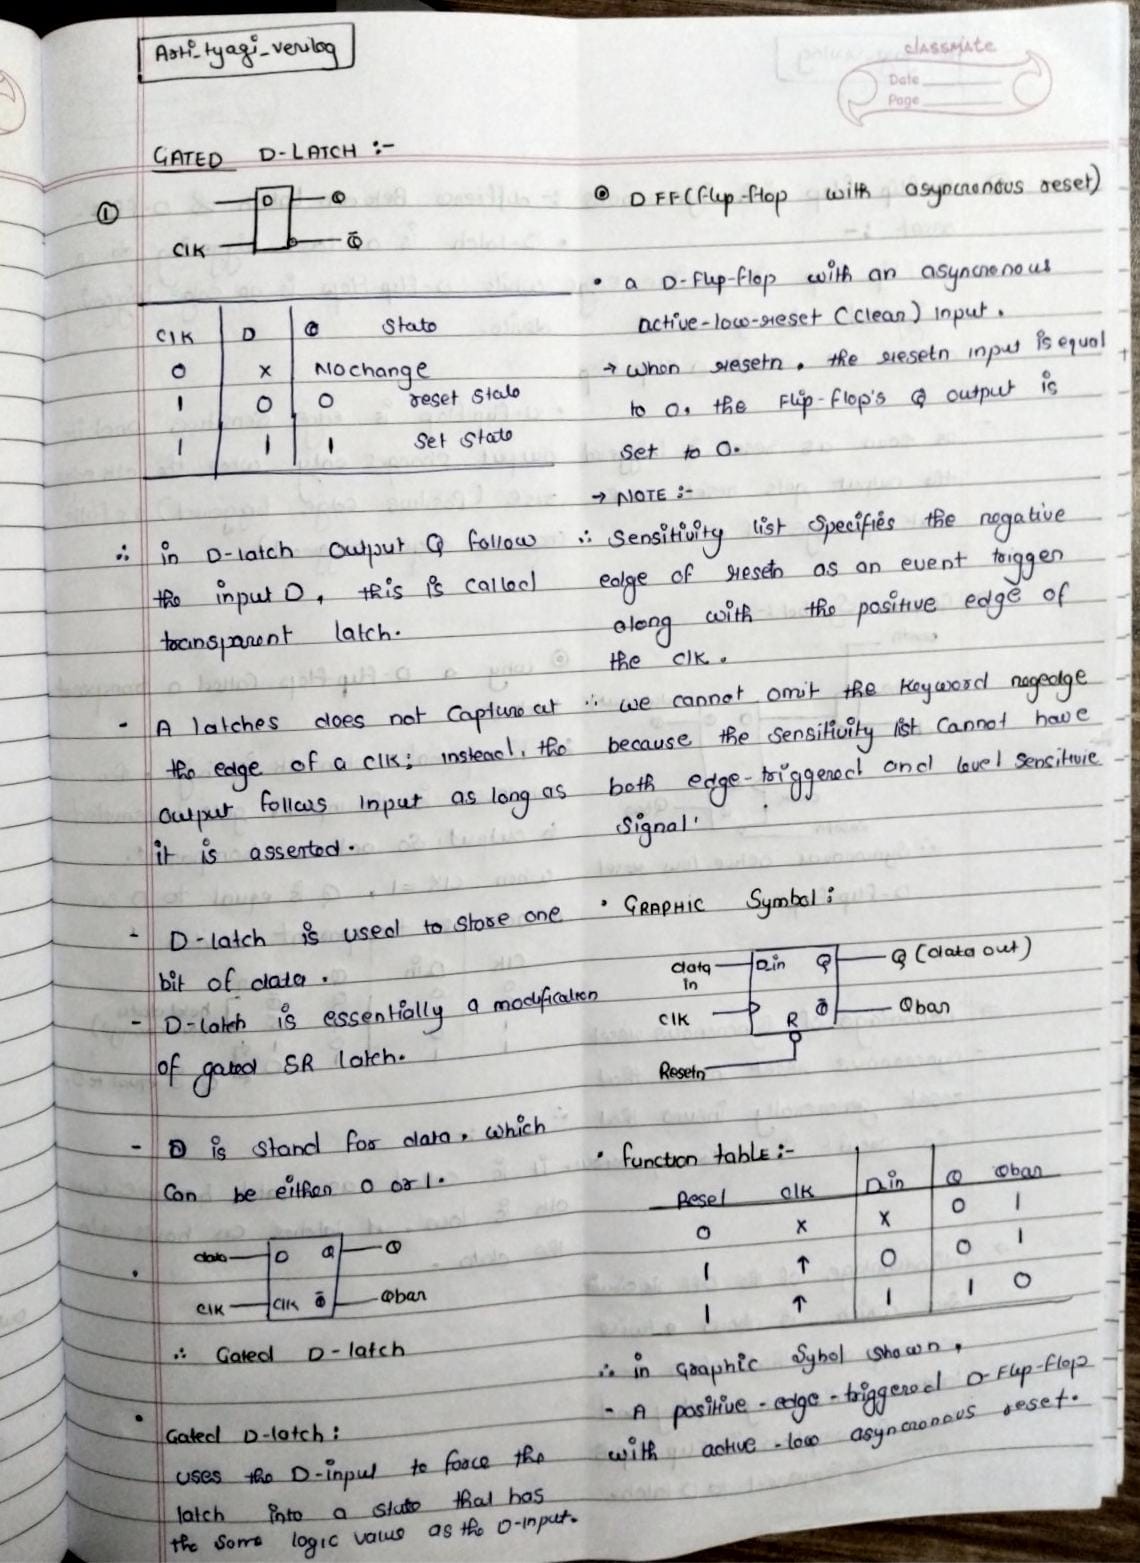 Asti_tyagi_verilog
classmate
Date
Page
GATED D-LATCH :-
①
D
Q
CLK
Q̅
CLK D Q State
0 x No change
1 0 0 reset State
1 1 1 Set State
∴ in D-latch output Q follow
the input D, this is called
transparent latch.
- A latches does not capture at
the edge of a clk; instead, the
output follows input as long as
it is asserted.
- D-latch is used to store one
bit of data.
- D-latch is essentially a modification
of gated SR latch.
- D is stand for data, which
can be either 0 or 1.
data D Q Q
CLK Clk Q̅ Qbar
∴ Gated D-latch
• Gated D-latch:
uses the D-input to force the
latch into a state that has
the same logic value as the D-input.
D FF (flip-flop with asyncronous reset)
• a D-flip-flop with an asyncronous
active-low-reset (clear) input.
→ When resetn, the resetn input is equal
to 0, the flip-flop's Q output is
set to 0.
→ NOTE :-
∴ Sensitivity list specifies the negative
edge of resetn as an event trigger
along with the positive edge of
the clk.
∴ we cannot omit the keyword negedge
because the sensitivity list cannot have
both edge-triggered and level sensitive
signal.
• GRAPHIC Symbol:
data in
Din Q
Q (data out)
Clk
R Q̅
Qbar
Resetn
• function table :-
Reset clk Din Q Qbar
0 x x 0 1
1 ↑ 0 0 1
1 ↑ 1 1 0
∴ in Graphic Sybol shown,
- A positive-edge-triggered D-flip-flop
with active-low asyncronous reset.